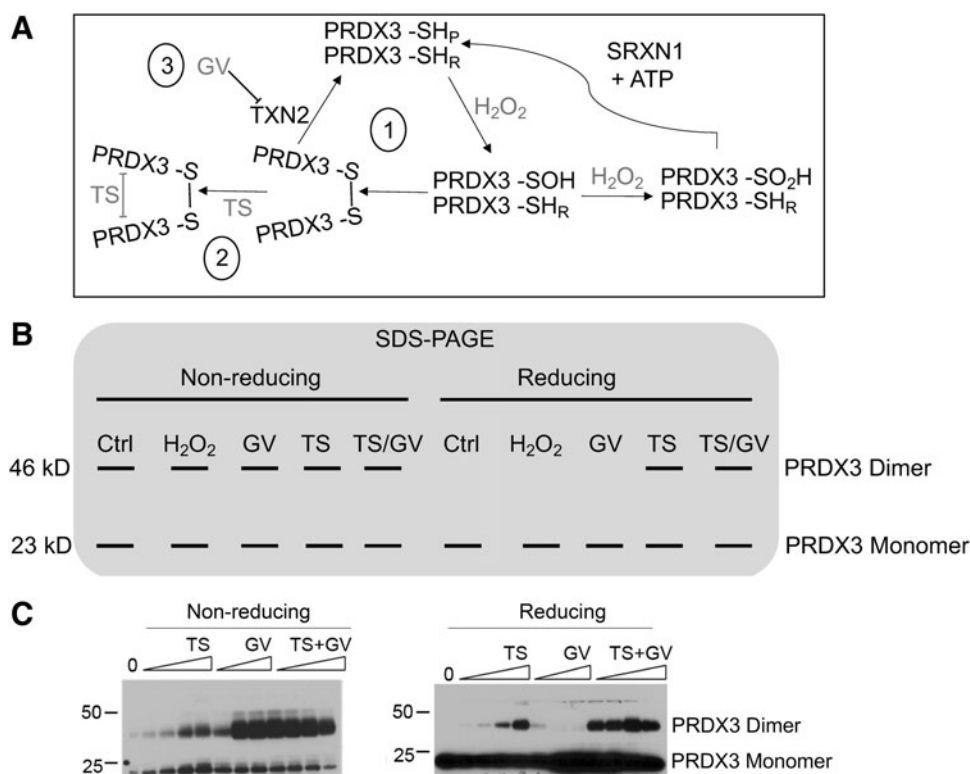 A
PRDX3 -SHP
PRDX3 -SHR
SRXN1
+ ATP
3
GV
TXN2
1
H2O2
PRDX3 -S
TS
PRDX3 -S
TS
PRDX3 -S
PRDX3 -S
2
PRDX3 -SOH
PRDX3 -SHR
H2O2
PRDX3 -SO2H
PRDX3 -SHR
B
SDS-PAGE
Non-reducing
Reducing
Ctrl H2O2 GV TS TS/GV Ctrl H2O2 GV TS TS/GV
46 kD
PRDX3 Dimer
23 kD
PRDX3 Monomer
C
Non-reducing
0 TS GV TS+GV
50
25
Reducing
0 TS GV TS+GV
50
25
PRDX3 Dimer
PRDX3 Monomer